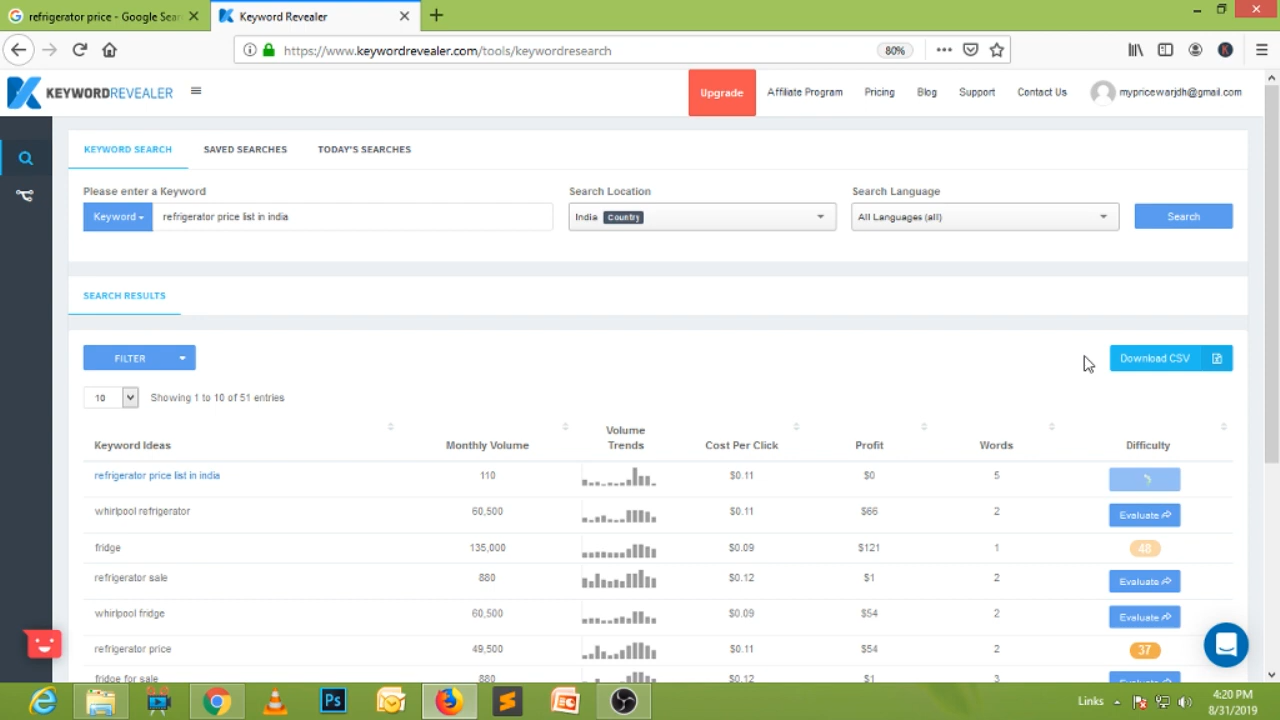 refrigerator price - Google Sear
Keyword Revealer
https://www.keywordrevealer.com/tools/keywordresearch
80%
KEYWORDREVEALER
Upgrade
Affiliate Program
Pricing
Blog
Support
Contact Us
mypricewarjdh@gmail.com
KEYWORD SEARCH
SAVED SEARCHES
TODAY'S SEARCHES
Please enter a Keyword
Search Location
Search Language
Keyword
refrigerator price list in india
India Country
All Languages (all)
Search
SEARCH RESULTS
FILTER
Download CSV
10
Showing 1 to 10 of 51 entries
Keyword Ideas
Monthly Volume
Volume
Trends
Cost Per Click
Profit
Words
Difficulty
refrigerator price list in india 110 $0.11 $0 5
whirlpool refrigerator 60,500 $0.11 $66 2 Evaluate
fridge 135,000 $0.09 $121 1 48
refrigerator sale 880 $0.12 $1 2 Evaluate
whirlpool fridge 60,500 $0.09 $54 2 Evaluate
refrigerator price 49,500 $0.11 $54 2 37
fridge for sale 880 $0.12 $1 3 Evaluate
Links
4:20 PM
8/31/2019